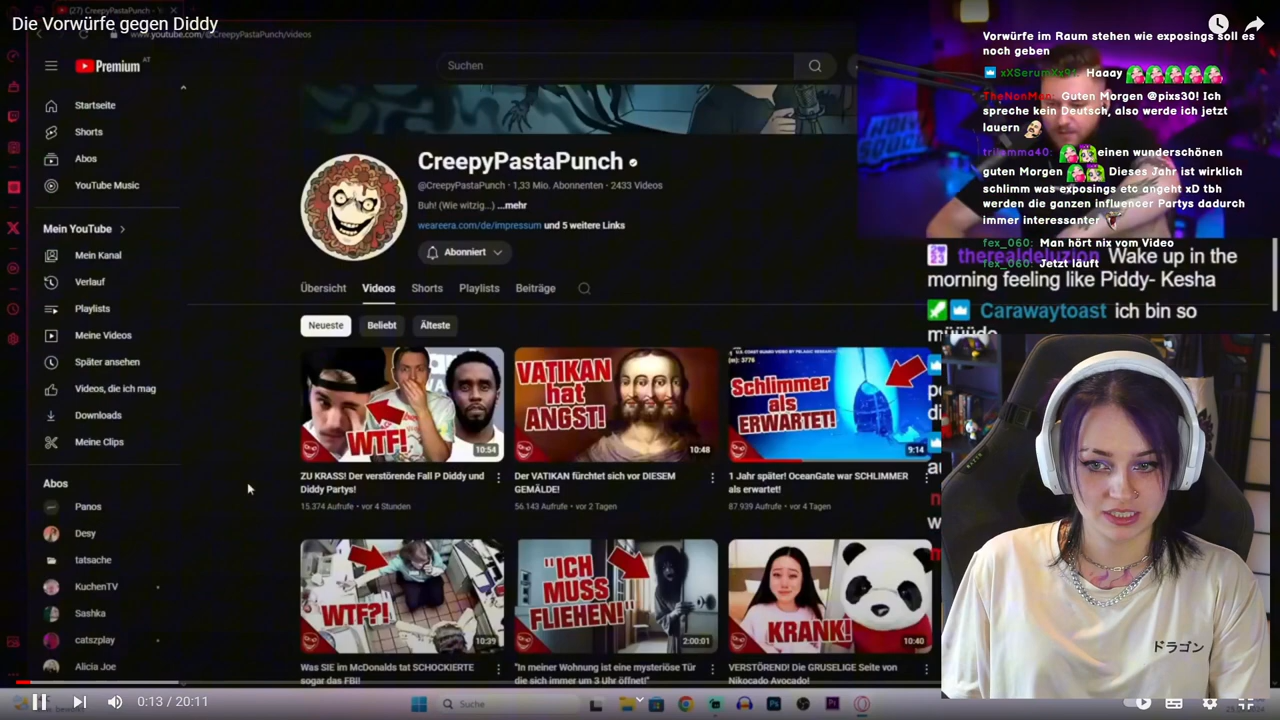 (27) CreepyPastaPunch
Die Vorwürfe gegen Diddy
www.youtube.com/@CreepyPastaPunch/videos
Premium AT
Suchen
Startseite
Shorts
Abos
YouTube Music
Mein YouTube
Mein Kanal
Verlauf
Playlists
Meine Videos
Später ansehen
Videos, die ich mag
Downloads
Meine Clips
Abos
Panos
Desy
tatsache
KuchenTV
Sashka
catszplay
Alicia Joe
CreepyPastaPunch
@CreepyPastaPunch · 1,33 Mio. Abonnenten · 2433 Videos
Buh! (Wie witzig...) ...mehr
weareera.com/de/impressum und 5 weitere Links
Abonniert
Übersicht Videos Shorts Playlists Beiträge
Neueste Beliebt Älteste
WTF!
10:54
ZU KRASS! Der verstörende Fall P Diddy und
Diddy Partys!
15.374 Aufrufe • vor 4 Stunden
VATIKAN
hat
ANGST!
10:48
Der VATIKAN fürchtet sich vor DIESEM
GEMÄLDE!
56.143 Aufrufe • vor 2 Tagen
Schlimmer
als
ERWARTET!
9:14
1 Jahr später! OceanGate war SCHLIMMER
als erwartet!
87.939 Aufrufe • vor 4 Tagen
WTF?!
10:39
Was SIE im McDonalds tat SCHOCKIERTE
sogar das FBI!
"ICH
MUSS
FLIEHEN!"
2:00:01
"In meiner Wohnung ist eine mysteriöse Tür
die sich immer um 3 Uhr öffnet!"
KRANK!
10:40
VERSTÖREND! Die GRUSELIGE Seite von
Nikocado Avocado!
Vorwürfe im Raum stehen wie exposings soll es
noch geben
Haaay
TheNonMon: Guten Morgen @pixs30! Ich
spreche kein Deutsch, also werde ich jetzt
lauern
einen wunderschönen
guten Morgen Dieses Jahr ist wirklich
schlimm was exposings etc angeht xD tbh
werden die ganzen influencer Partys dadurch
immer interessanter
fex_060: Man hört nix vom Video
fex_060: Jetzt läuft
therealdeluzion Wake up in the
morning feeling like Piddy- Kesha
Carawaytoast ich bin so
müüüde
ドラゴン
0:13 / 20:11
Suche